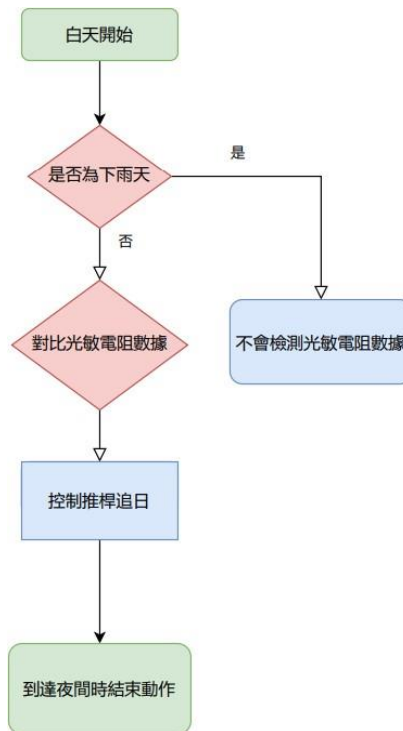 白天開始
是否為下雨天
是
否
對比光敏電阻數據
不會檢測光敏電阻數據
控制推桿追日
到達夜間時結束動作